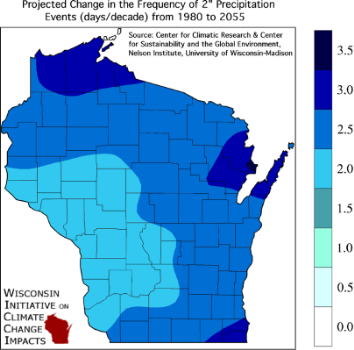 Projected Change in the Frequency of 2" Precipitation
Events (days/decade) from 1980 to 2055
Source: Center for Climatic Research & Center
for Sustainability and the Global Environment,
Nelson Institute, University of Wisconsin-Madison
3.5
3.0
2.5
2.0
1.5
1.0
0.5
0.0
WISCONSIN
INITIATIVE ON
CLIMATE
CHANGE
IMPACTS